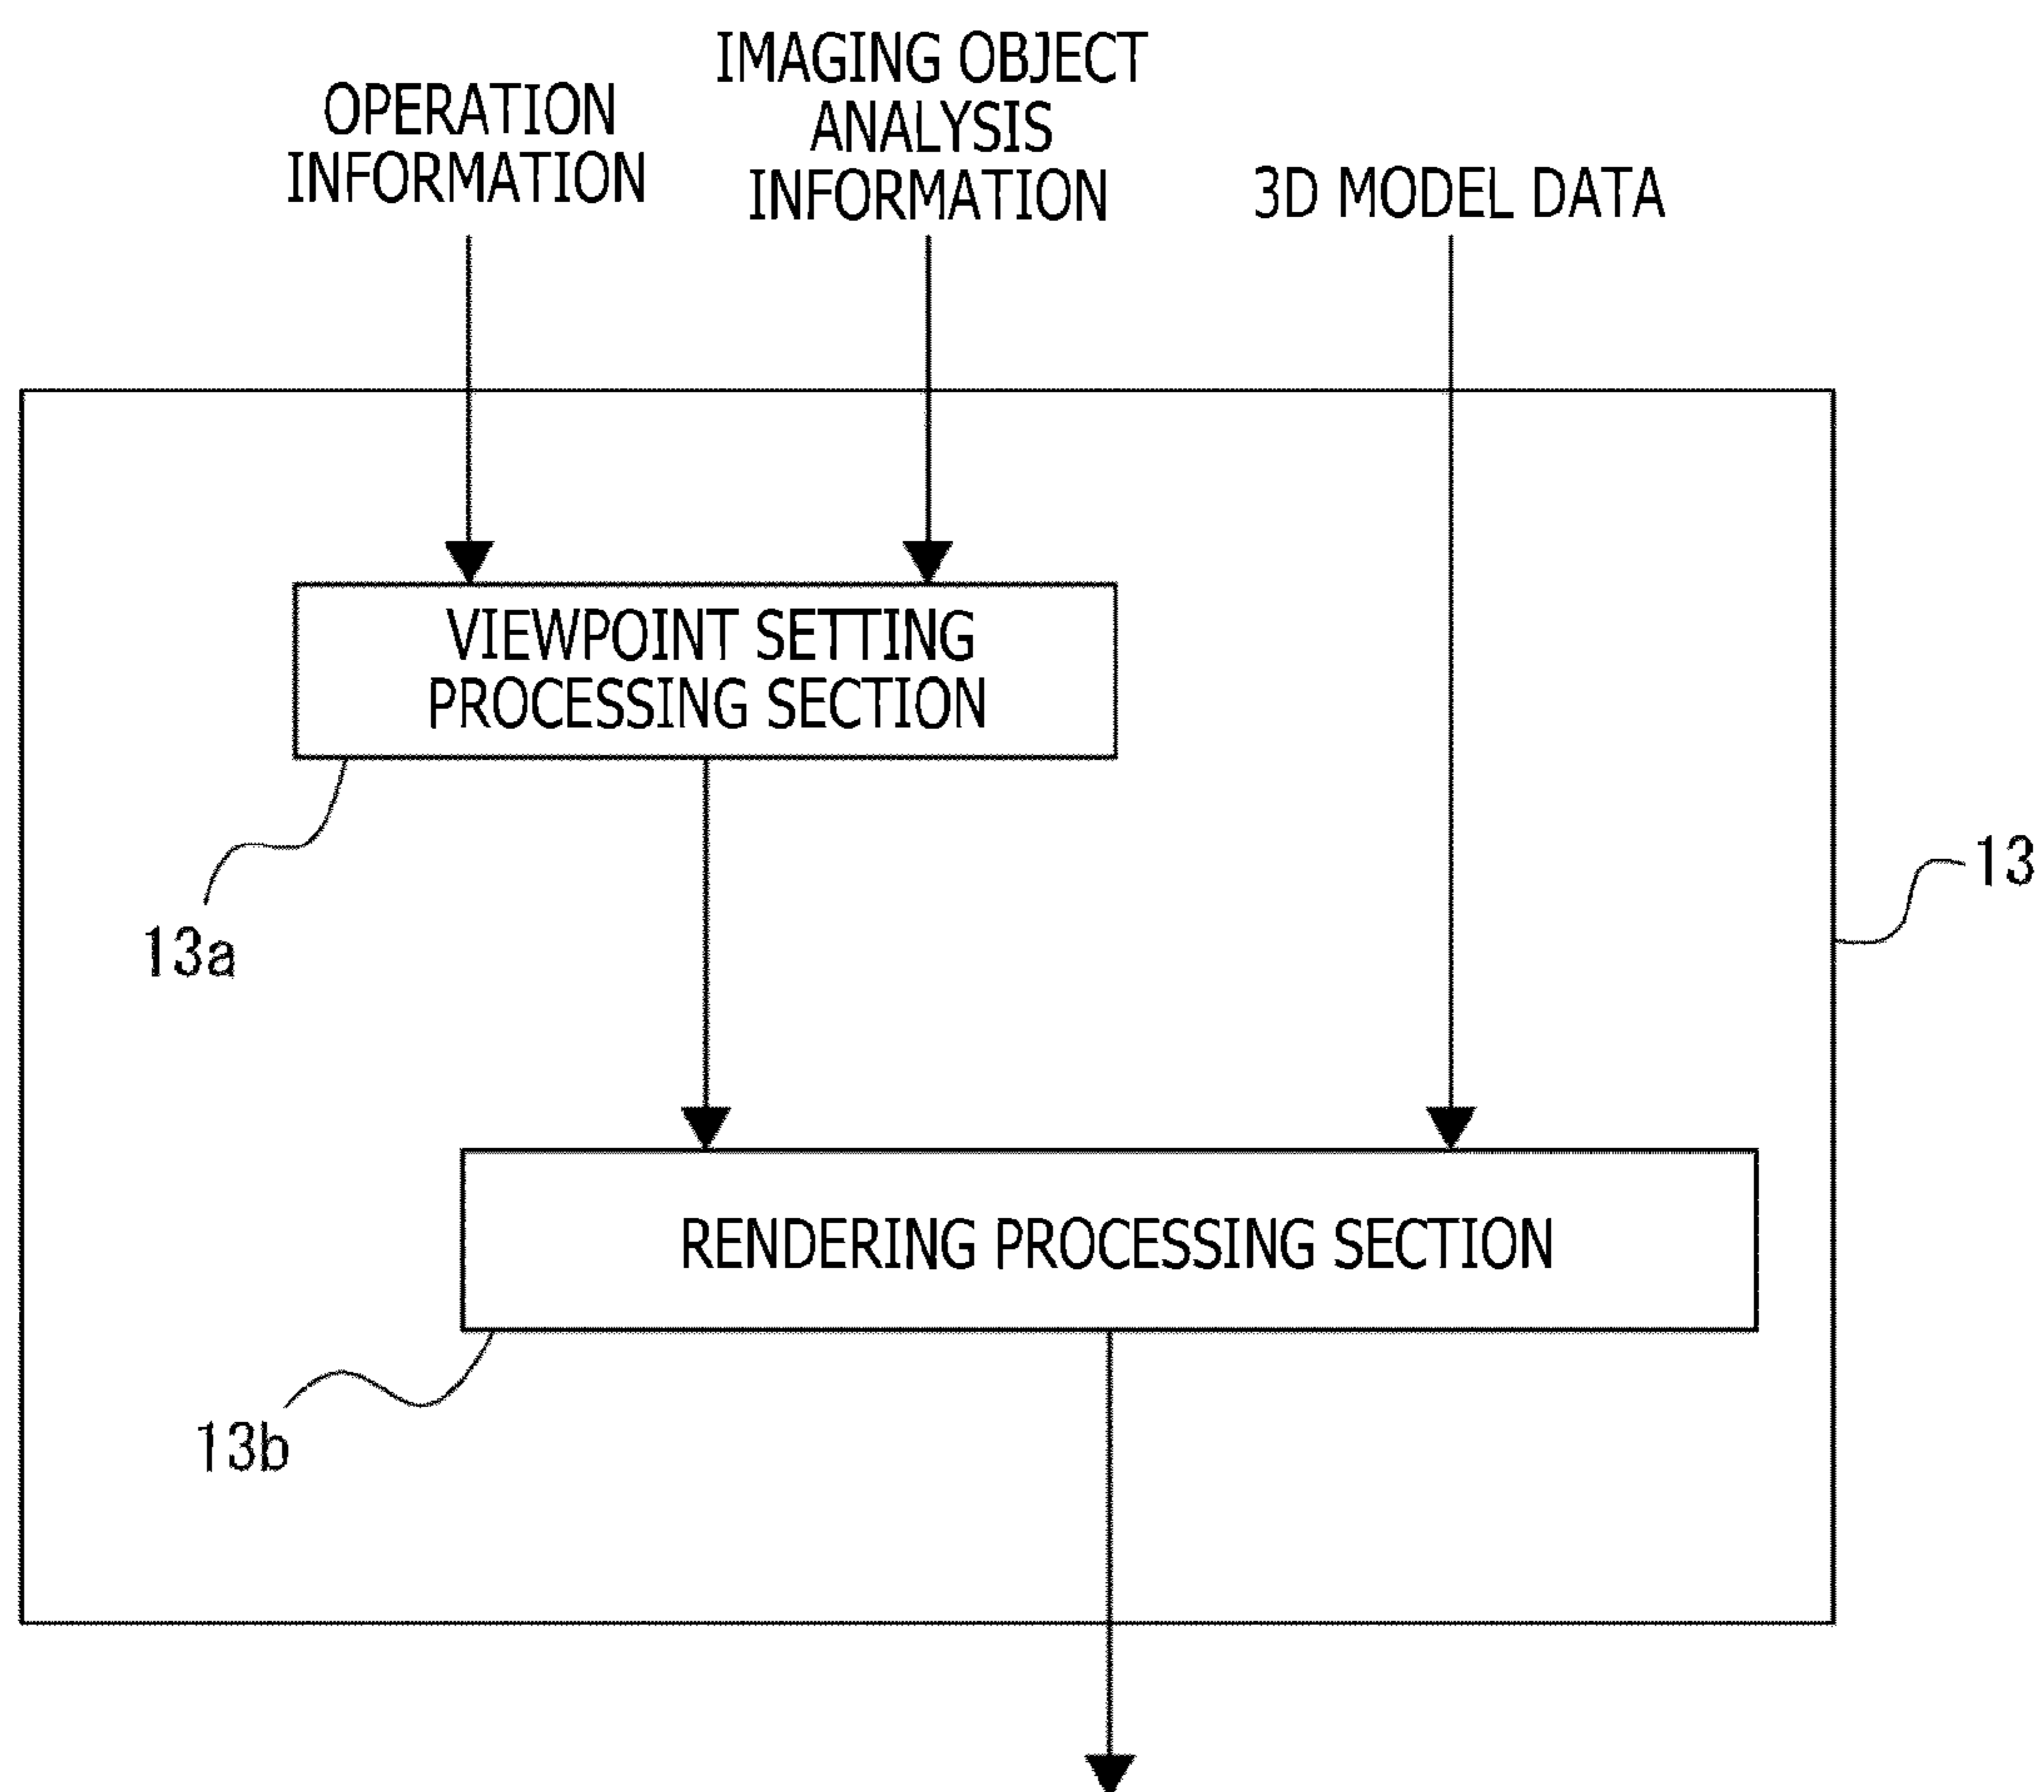 OPERATION
INFORMATION
IMAGING OBJECT
ANALYSIS
INFORMATION
3D MODEL DATA
VIEWPOINT SETTING
PROCESSING SECTION
13a
13
RENDERING PROCESSING SECTION
13b